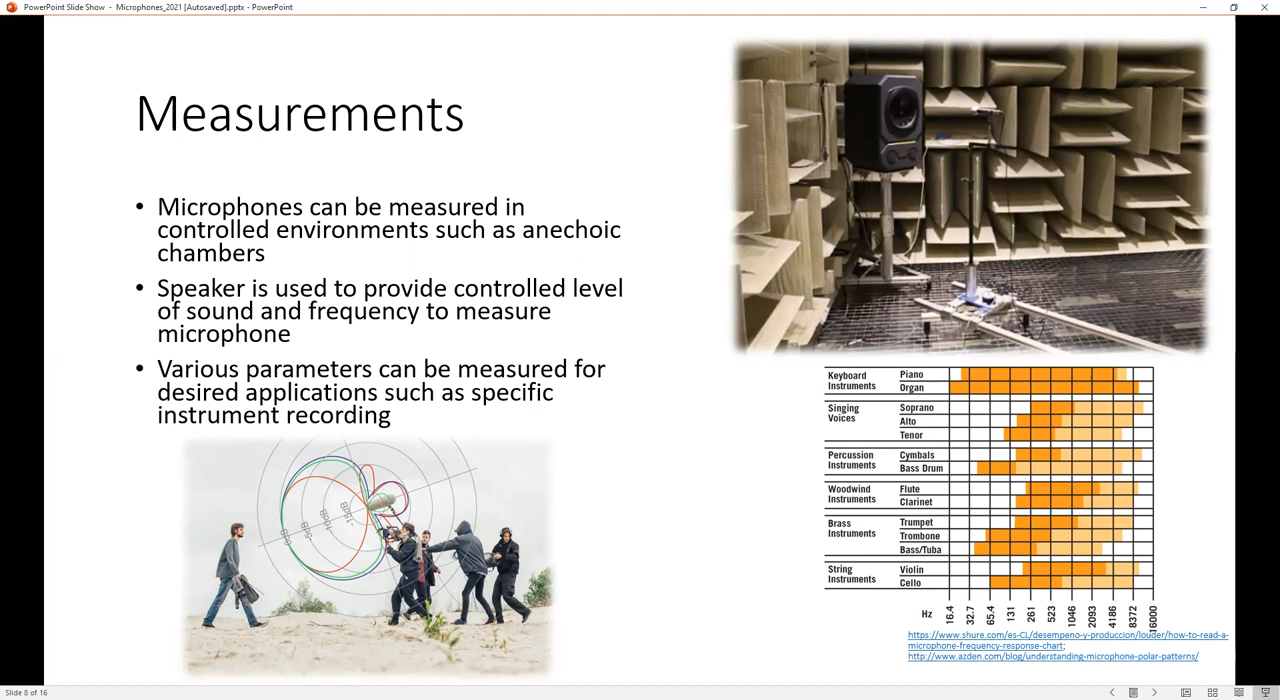 PowerPoint Slide Show - Microphones_2021 [Autosaved].pptx - PowerPoint
Measurements
• Microphones can be measured in
controlled environments such as anechoic
chambers
• Speaker is used to provide controlled level
of sound and frequency to measure
microphone
• Various parameters can be measured for
desired applications such as specific
instrument recording
0dB
-5dB
-10dB
-15dB
Keyboard
Instruments
Piano
Organ
Singing
Voices
Soprano
Alto
Tenor
Percussion
Instruments
Cymbals
Bass Drum
Woodwind
Instruments
Flute
Clarinet
Brass
Instruments
Trumpet
Trombone
Bass/Tuba
String
Instruments
Violin
Cello
Hz 16.4 32.7 65.4 131 261 523 1046 2093 4186 8372 16000
https://www.shure.com/es-CL/desempeno-y-produccion/louder/how-to-read-a-
microphone-frequency-response-chart;
http://www.azden.com/blog/understanding-microphone-polar-patterns/
Slide 8 of 16